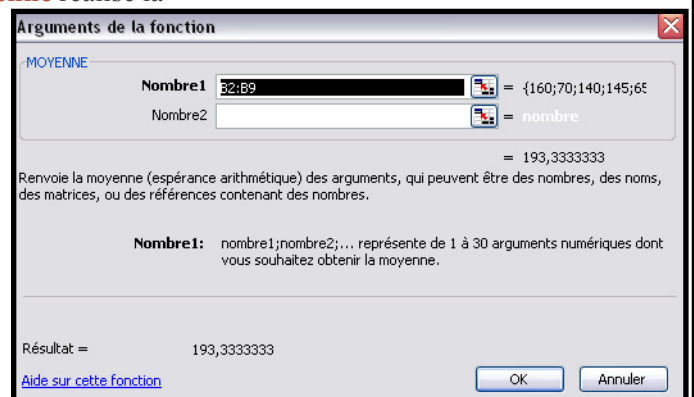 réalise la
Arguments de la fonction
MOYENNE
Nombre1 B2:B9 = {160;70;140;145;65
Nombre2 = nombre
= 193,3333333
Renvoie la moyenne (espérance arithmétique) des arguments, qui peuvent être des nombres, des noms,
des matrices, ou des références contenant des nombres.
Nombre1: nombre1;nombre2;... représente de 1 à 30 arguments numériques dont
vous souhaitez obtenir la moyenne.
Résultat = 193,3333333
Aide sur cette fonction OK Annuler